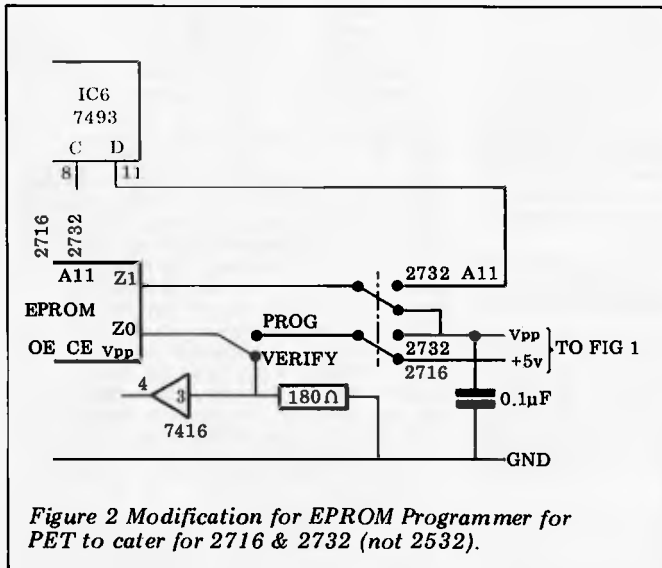 IC6
7493
C D
8 11
2716
2732
A11 Z1
2732 A11
EPROM
Z0
PROG
Vpp
TO FIG 1
OE CE Vpp
VERIFY
2732
2716
+5v
4
3
180Ω
0.1µF
7416
GND
Figure 2 Modification for EPROM Programmer for
PET to cater for 2716 & 2732 (not 2532).